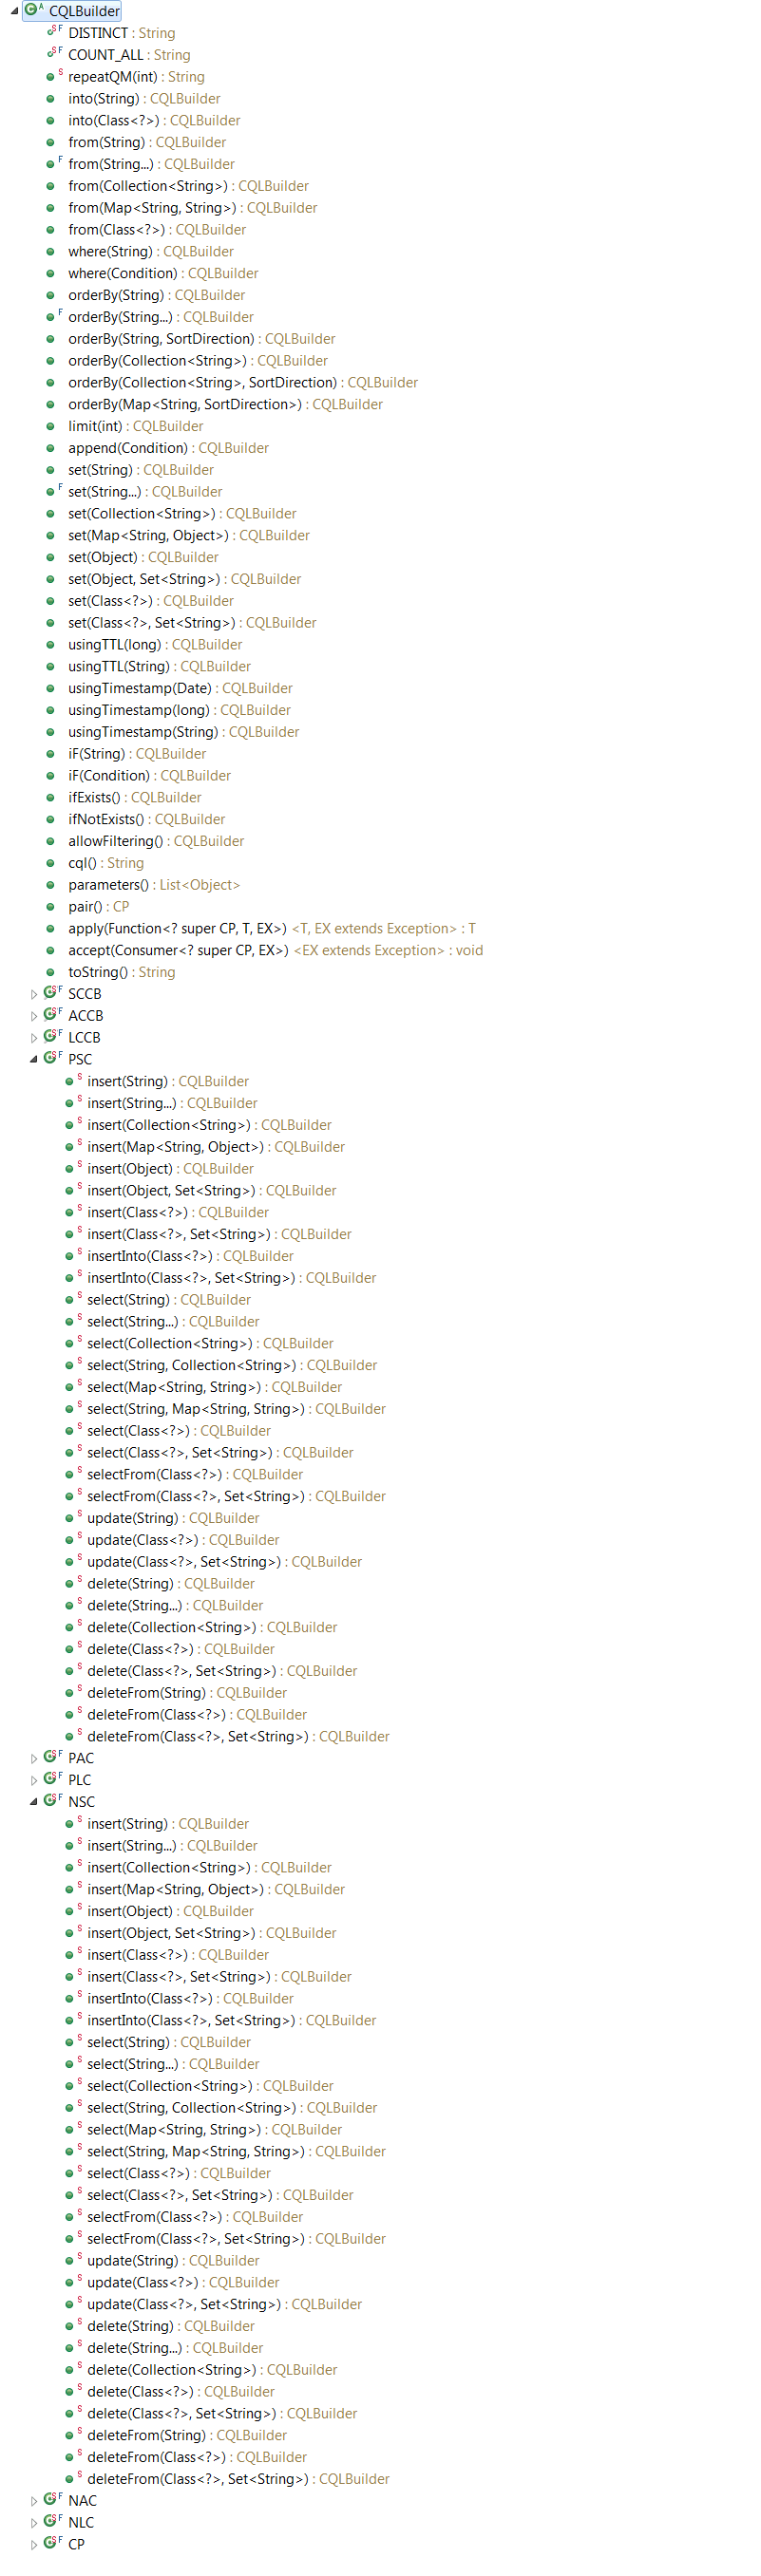 CQLBuilder
DISTINCT : String
COUNT_ALL : String
repeatQM(int) : String
into(String) : CQLBuilder
into(Class<?>) : CQLBuilder
from(String) : CQLBuilder
from(String...) : CQLBuilder
from(Collection<String>) : CQLBuilder
from(Map<String, String>) : CQLBuilder
from(Class<?>) : CQLBuilder
where(String) : CQLBuilder
where(Condition) : CQLBuilder
orderBy(String) : CQLBuilder
orderBy(String...) : CQLBuilder
orderBy(String, SortDirection) : CQLBuilder
orderBy(Collection<String>) : CQLBuilder
orderBy(Collection<String>, SortDirection) : CQLBuilder
orderBy(Map<String, SortDirection>) : CQLBuilder
limit(int) : CQLBuilder
append(Condition) : CQLBuilder
set(String) : CQLBuilder
set(String...) : CQLBuilder
set(Collection<String>) : CQLBuilder
set(Map<String, Object>) : CQLBuilder
set(Object) : CQLBuilder
set(Object, Set<String>) : CQLBuilder
set(Class<?>) : CQLBuilder
set(Class<?>, Set<String>) : CQLBuilder
usingTTL(long) : CQLBuilder
usingTTL(String) : CQLBuilder
usingTimestamp(Date) : CQLBuilder
usingTimestamp(long) : CQLBuilder
usingTimestamp(String) : CQLBuilder
iF(String) : CQLBuilder
iF(Condition) : CQLBuilder
ifExists() : CQLBuilder
ifNotExists() : CQLBuilder
allowFiltering() : CQLBuilder
cql() : String
parameters() : List<Object>
pair() : CP
apply(Function<? super CP, T, EX>) <T, EX extends Exception> : T
accept(Consumer<? super CP, EX>) <EX extends Exception> : void
toString() : String
SCCB
ACCB
LCCB
PSC
insert(String) : CQLBuilder
insert(String...) : CQLBuilder
insert(Collection<String>) : CQLBuilder
insert(Map<String, Object>) : CQLBuilder
insert(Object) : CQLBuilder
insert(Object, Set<String>) : CQLBuilder
insert(Class<?>) : CQLBuilder
insert(Class<?>, Set<String>) : CQLBuilder
insertInto(Class<?>) : CQLBuilder
insertInto(Class<?>, Set<String>) : CQLBuilder
select(String) : CQLBuilder
select(String...) : CQLBuilder
select(Collection<String>) : CQLBuilder
select(String, Collection<String>) : CQLBuilder
select(Map<String, String>) : CQLBuilder
select(String, Map<String, String>) : CQLBuilder
select(Class<?>) : CQLBuilder
select(Class<?>, Set<String>) : CQLBuilder
selectFrom(Class<?>) : CQLBuilder
selectFrom(Class<?>, Set<String>) : CQLBuilder
update(String) : CQLBuilder
update(Class<?>) : CQLBuilder
update(Class<?>, Set<String>) : CQLBuilder
delete(String) : CQLBuilder
delete(String...) : CQLBuilder
delete(Collection<String>) : CQLBuilder
delete(Class<?>) : CQLBuilder
delete(Class<?>, Set<String>) : CQLBuilder
deleteFrom(String) : CQLBuilder
deleteFrom(Class<?>) : CQLBuilder
deleteFrom(Class<?>, Set<String>) : CQLBuilder
PAC
PLC
NSC
insert(String) : CQLBuilder
insert(String...) : CQLBuilder
insert(Collection<String>) : CQLBuilder
insert(Map<String, Object>) : CQLBuilder
insert(Object) : CQLBuilder
insert(Object, Set<String>) : CQLBuilder
insert(Class<?>) : CQLBuilder
insert(Class<?>, Set<String>) : CQLBuilder
insertInto(Class<?>) : CQLBuilder
insertInto(Class<?>, Set<String>) : CQLBuilder
select(String) : CQLBuilder
select(String...) : CQLBuilder
select(Collection<String>) : CQLBuilder
select(String, Collection<String>) : CQLBuilder
select(Map<String, String>) : CQLBuilder
select(String, Map<String, String>) : CQLBuilder
select(Class<?>) : CQLBuilder
select(Class<?>, Set<String>) : CQLBuilder
selectFrom(Class<?>) : CQLBuilder
selectFrom(Class<?>, Set<String>) : CQLBuilder
update(String) : CQLBuilder
update(Class<?>) : CQLBuilder
update(Class<?>, Set<String>) : CQLBuilder
delete(String) : CQLBuilder
delete(String...) : CQLBuilder
delete(Collection<String>) : CQLBuilder
delete(Class<?>) : CQLBuilder
delete(Class<?>, Set<String>) : CQLBuilder
deleteFrom(String) : CQLBuilder
deleteFrom(Class<?>) : CQLBuilder
deleteFrom(Class<?>, Set<String>) : CQLBuilder
NAC
NLC
CP